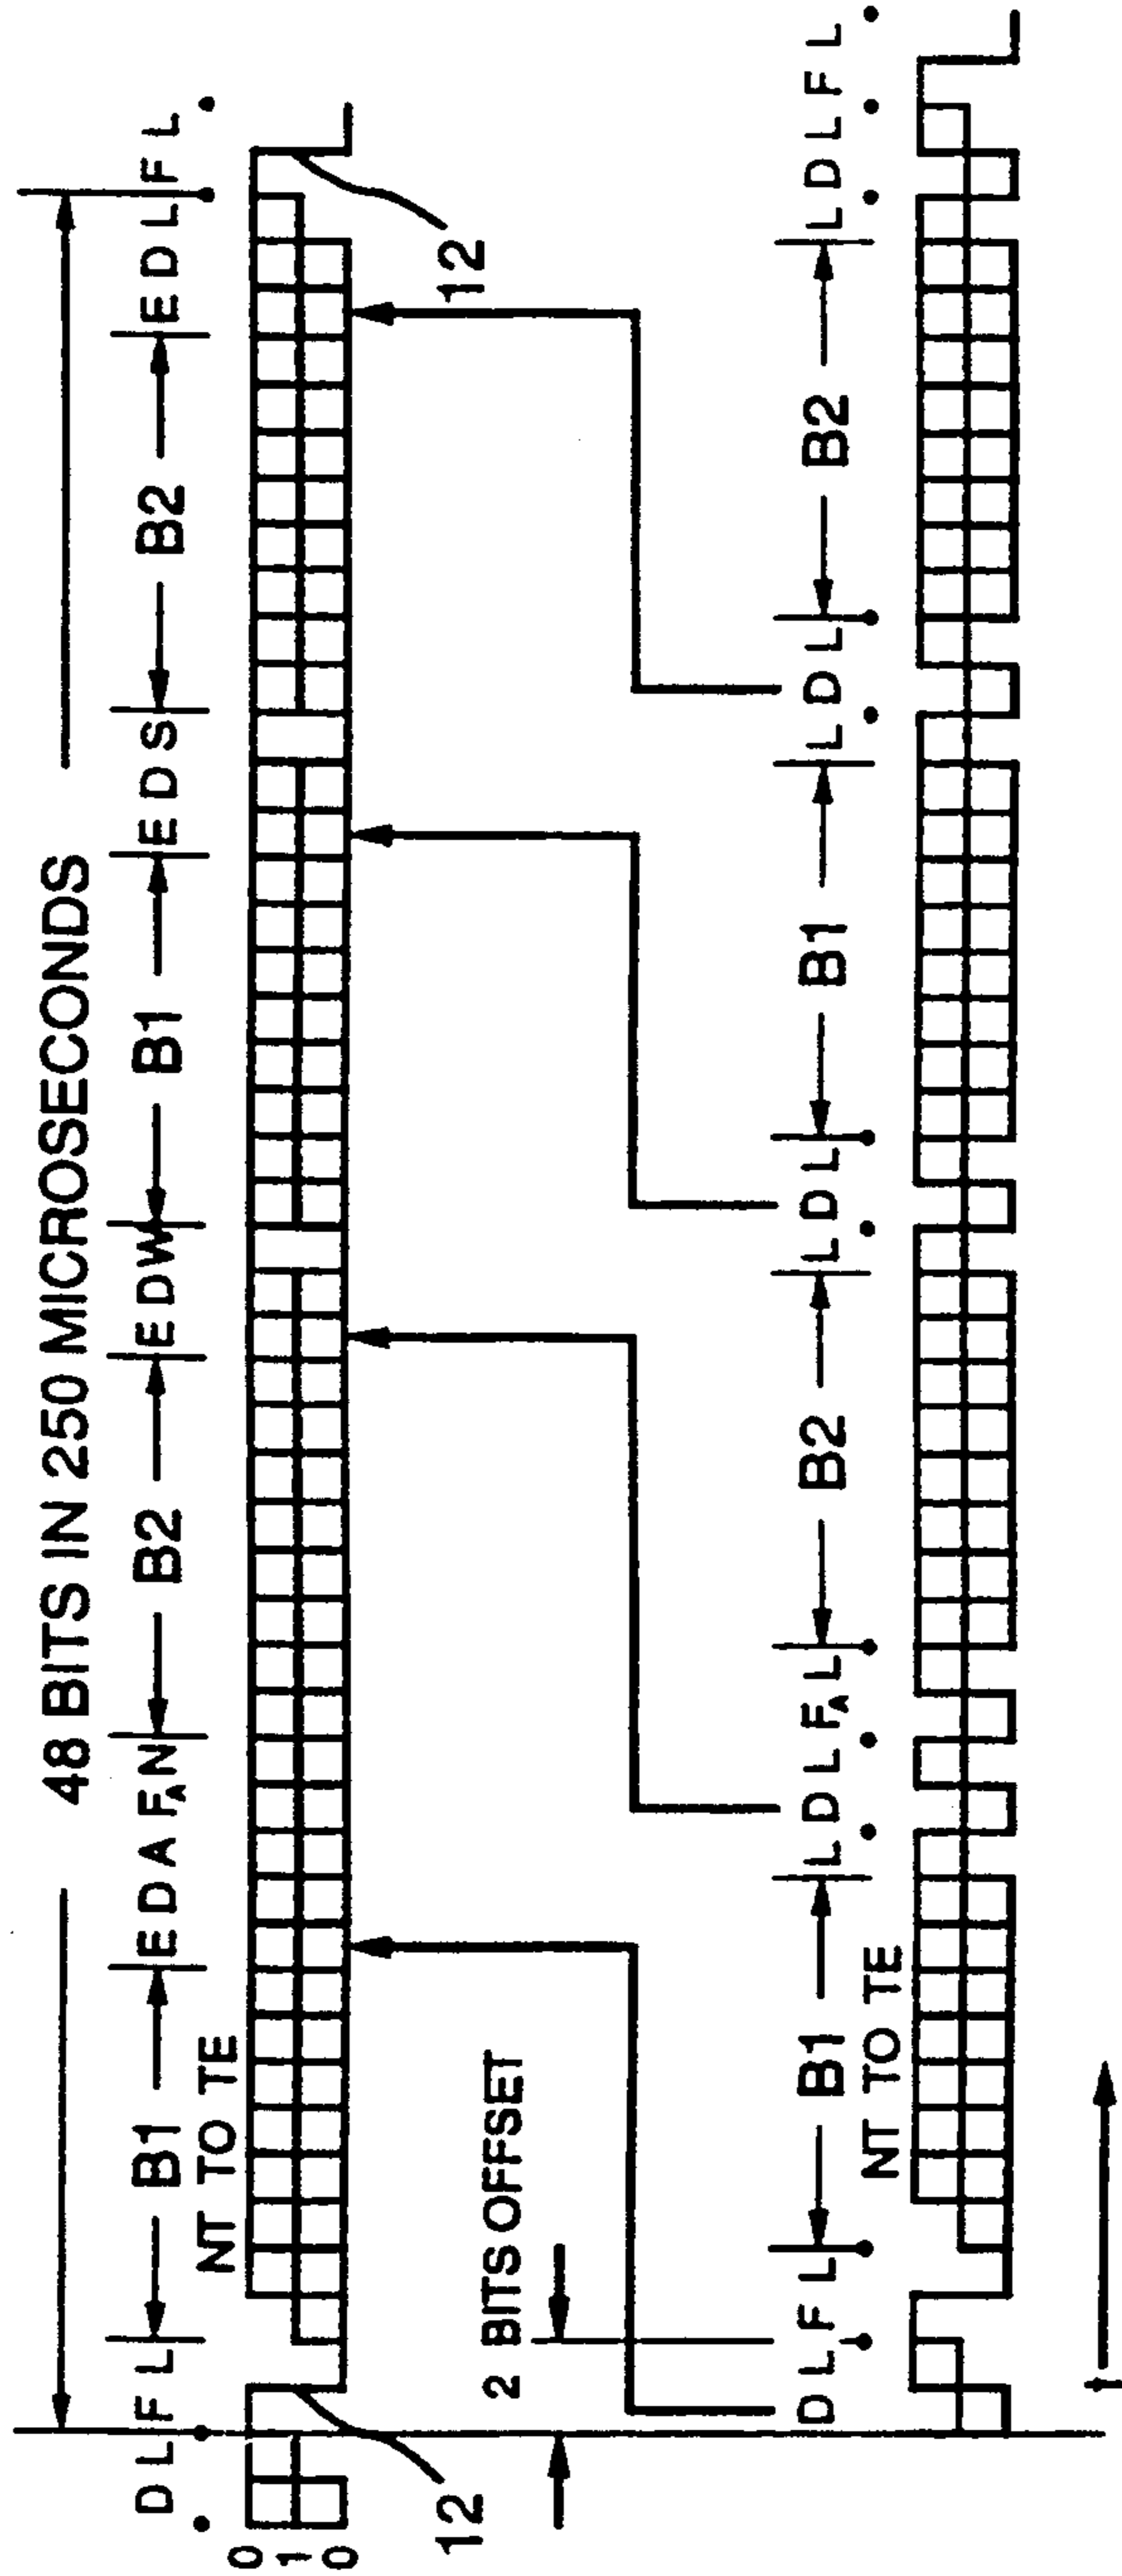 48 BITS IN 250 MICROSECONDS
D L F L B1 E D A FA N B2 E D W B1 E D S B2 E D L F L
NT TO TE
0
1
0
12
12
2 BITS OFFSET
D L F L B1 L D L FA L B2 L D L B1 L D L B2 L D L F L
NT TO TE
t